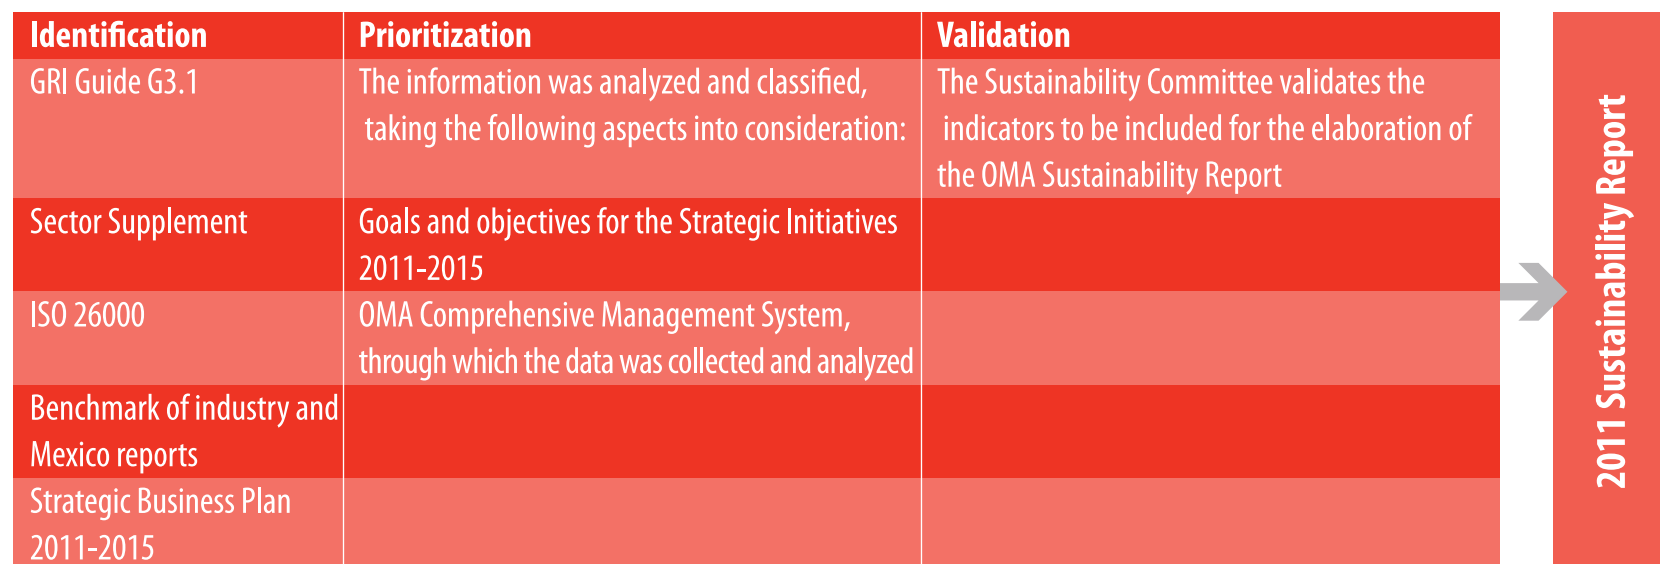 Identification
Prioritization
Validation
GRI Guide G3.1
The information was analyzed and classified,
taking the following aspects into consideration:
The Sustainability Committee validates the
indicators to be included for the elaboration of
the OMA Sustainability Report
Sector Supplement
Goals and objectives for the Strategic Initiatives
2011-2015
ISO 26000
OMA Comprehensive Management System,
through which the data was collected and analyzed
Benchmark of industry and
Mexico reports
Strategic Business Plan
2011-2015
2011 Sustainability Report